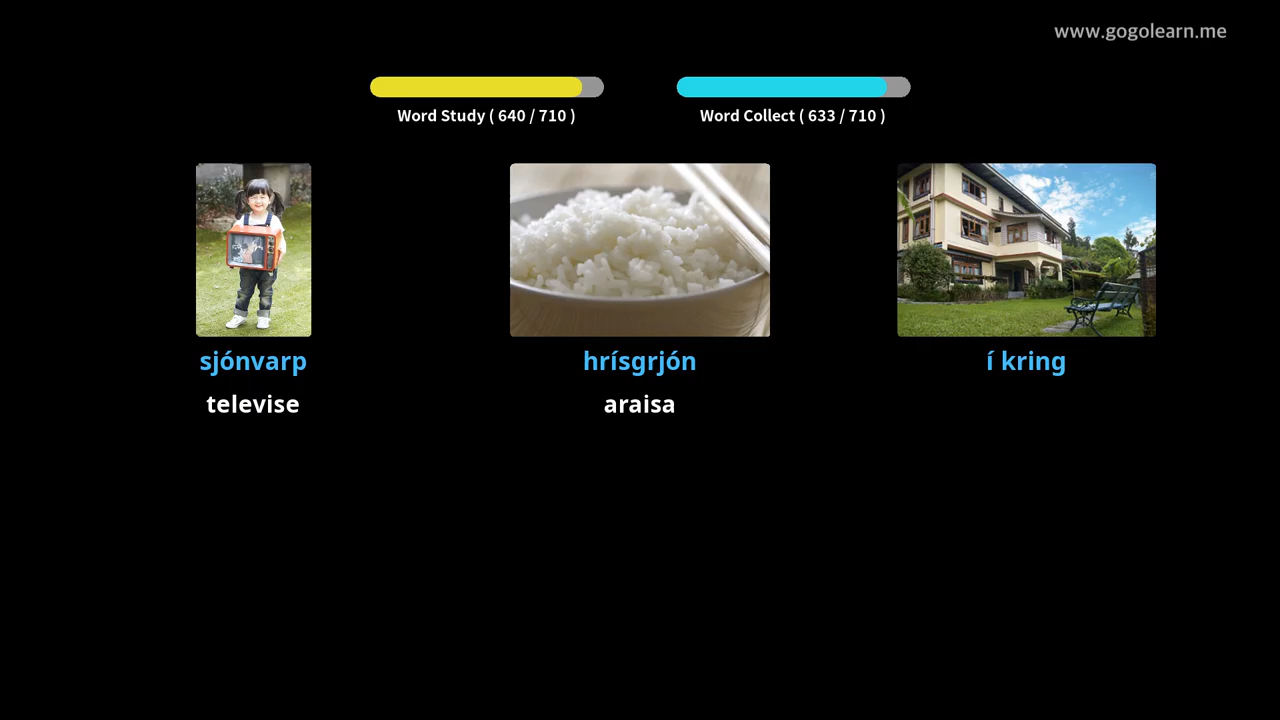 www.gogolearn.me
Word Study ( 640 / 710 )
Word Collect ( 633 / 710 )
sjónvarp
hrísgrjón
í kring
televise
araisa